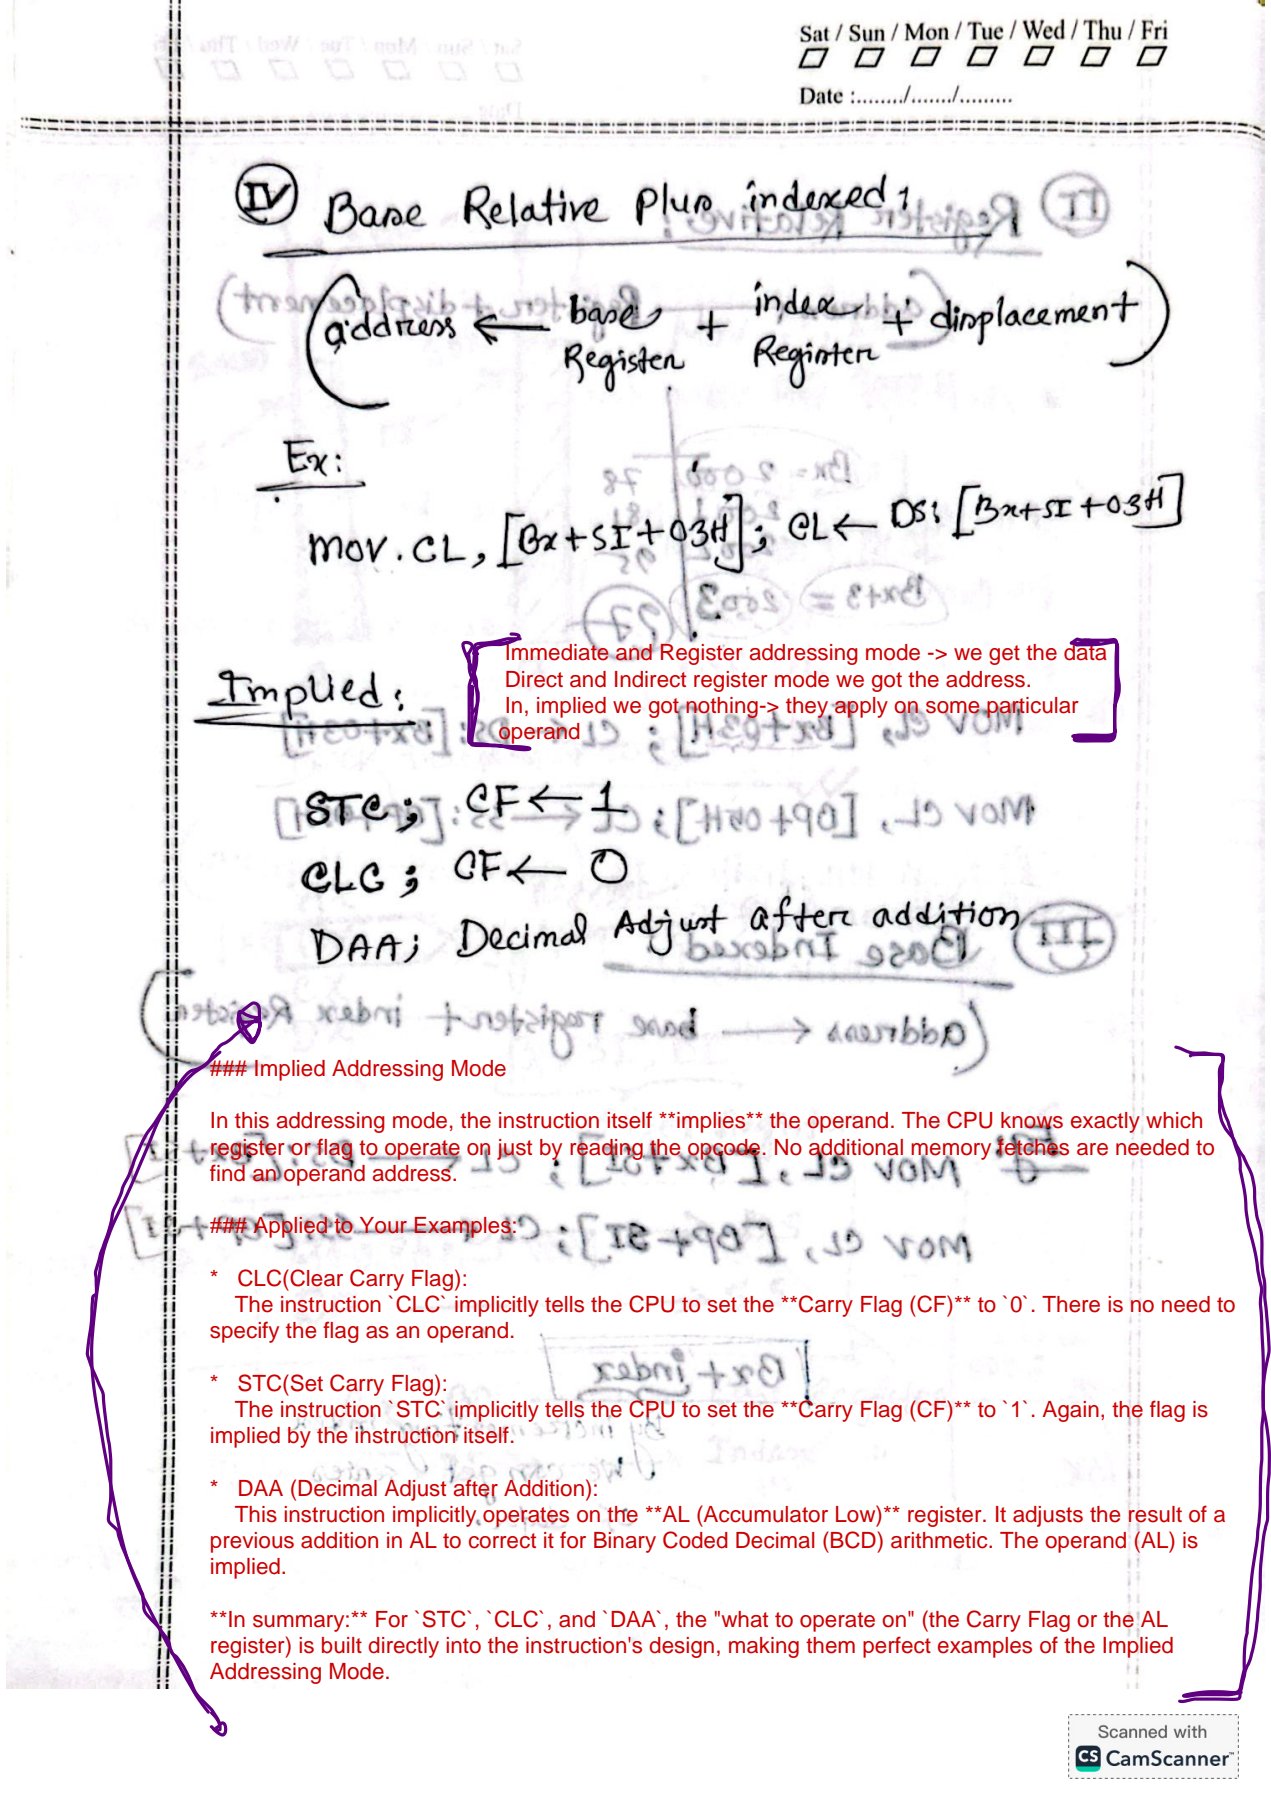 Sat / Sun / Mon / Tue / Wed / Thu / Fri
Date :......../......./.........
IV Base Relative Plus indexed :
(address ← base Register + index Register + displacement)
Ex:
MOV. CL, [Bx+SI+03H]; CL ← DS: [Bx+SI+03H]
Immediate and Register addressing mode -> we get the data
Direct and Indirect register mode we got the address.
In, implied we got nothing-> they apply on some particular
operand
Implied :
STC; CF ← 1
CLC ; CF ← 0
DAA; Decimal Adjust after addition
### Implied Addressing Mode
In this addressing mode, the instruction itself **implies** the operand. The CPU knows exactly which
register or flag to operate on just by reading the opcode. No additional memory fetches are needed to
find an operand address.
### Applied to Your Examples:
* CLC(Clear Carry Flag):
The instruction `CLC` implicitly tells the CPU to set the **Carry Flag (CF)** to `0`. There is no need to
specify the flag as an operand.
* STC(Set Carry Flag):
The instruction `STC` implicitly tells the CPU to set the **Carry Flag (CF)** to `1`. Again, the flag is
implied by the instruction itself.
* DAA (Decimal Adjust after Addition):
This instruction implicitly operates on the **AL (Accumulator Low)** register. It adjusts the result of a
previous addition in AL to correct it for Binary Coded Decimal (BCD) arithmetic. The operand (AL) is
implied.
**In summary:** For `STC`, `CLC`, and `DAA`, the "what to operate on" (the Carry Flag or the AL
register) is built directly into the instruction's design, making them perfect examples of the Implied
Addressing Mode.
Scanned with
CS CamScanner